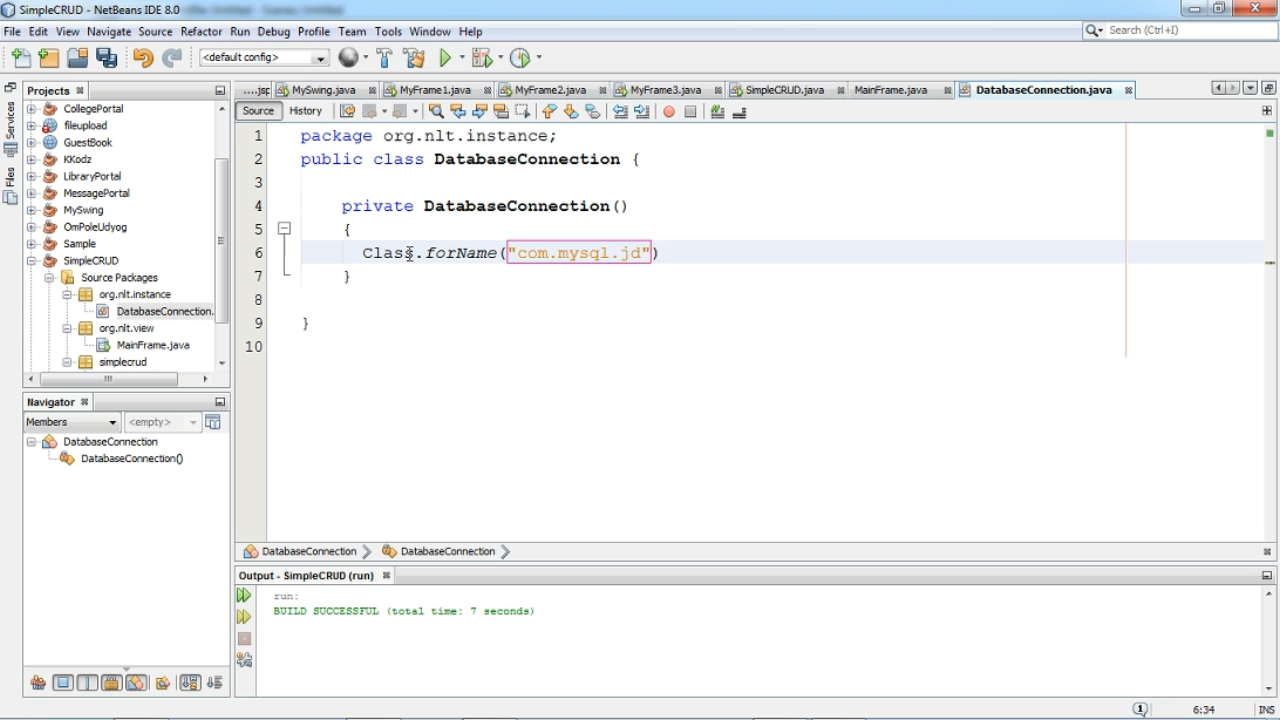 SimpleCRUD - NetBeans IDE 8.0
File Edit View Navigate Source Refactor Run Debug Profile Team Tools Window Help
Search (Ctrl+I)
<default config>
Projects
....jsp MySwing.java MyFrame1.java MyFrame2.java MyFrame3.java SimpleCRUD.java MainFrame.java DatabaseConnection.java
Source History
Services
Files
CollegePortal
fileupload
GuestBook
KKodz
LibraryPortal
MessagePortal
MySwing
OmPoleUdyog
Sample
SimpleCRUD
Source Packages
org.nlt.instance
DatabaseConnection.
org.nlt.view
MainFrame.java
simplecrud
1 package org.nlt.instance;
2 public class DatabaseConnection {
3
4 private DatabaseConnection()
5 {
6 Class.forName("com.mysql.jd")
7 }
8
9 }
10
Navigator
Members <empty>
DatabaseConnection
DatabaseConnection()
DatabaseConnection DatabaseConnection
Output - SimpleCRUD (run)
run:
BUILD SUCCESSFUL (total time: 7 seconds)
1 6:34 INS